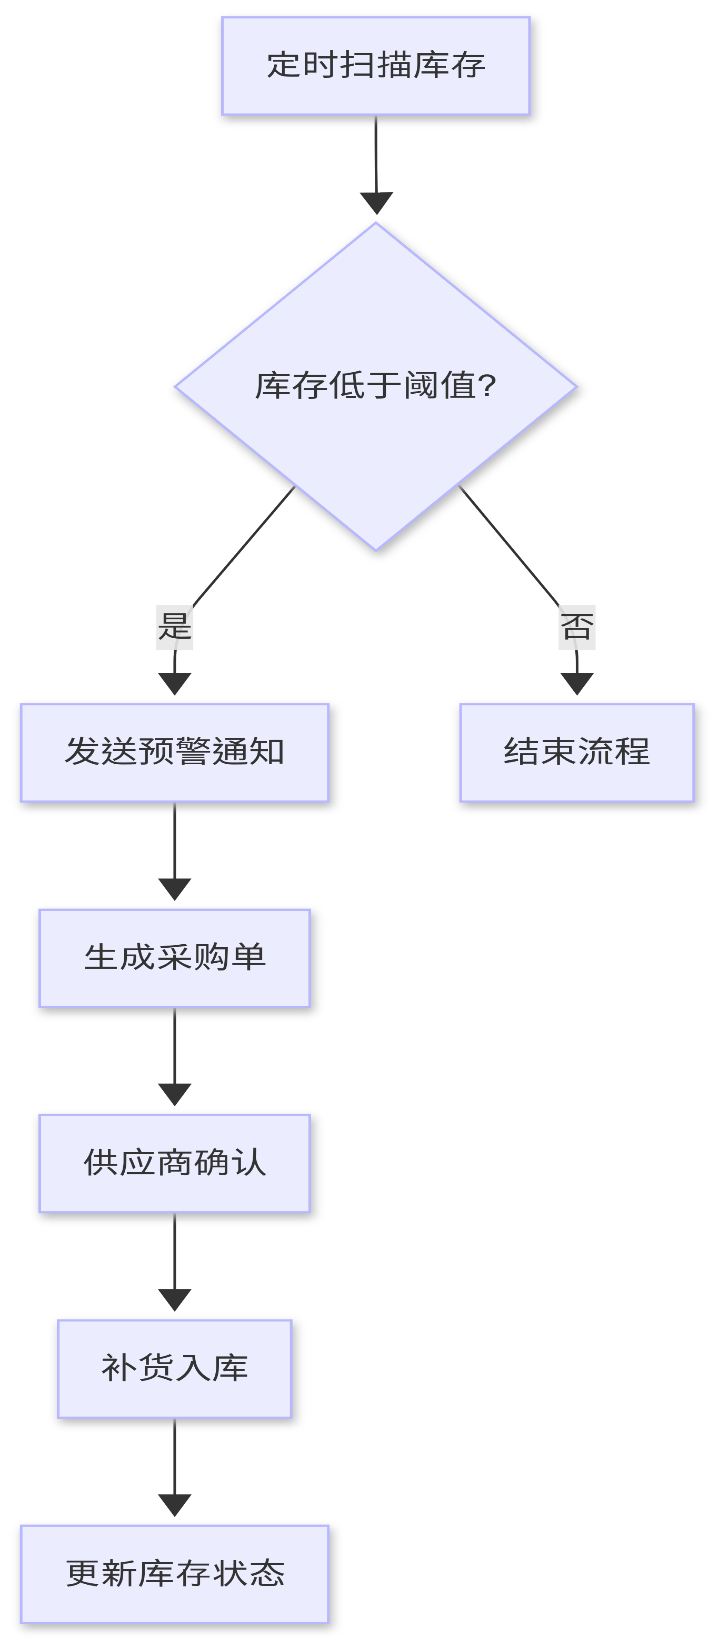 定时扫描库存
库存低于阈值?
是
否
发送预警通知
结束流程
生成采购单
供应商确认
补货入库
更新库存状态